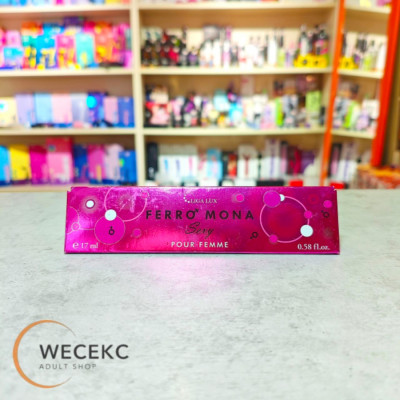 LIGA LUX
FERRO MONA
Sexy
POUR FEMME
e 17 ml
0.58 fl.oz.
WECEKC
ADULT SHOP